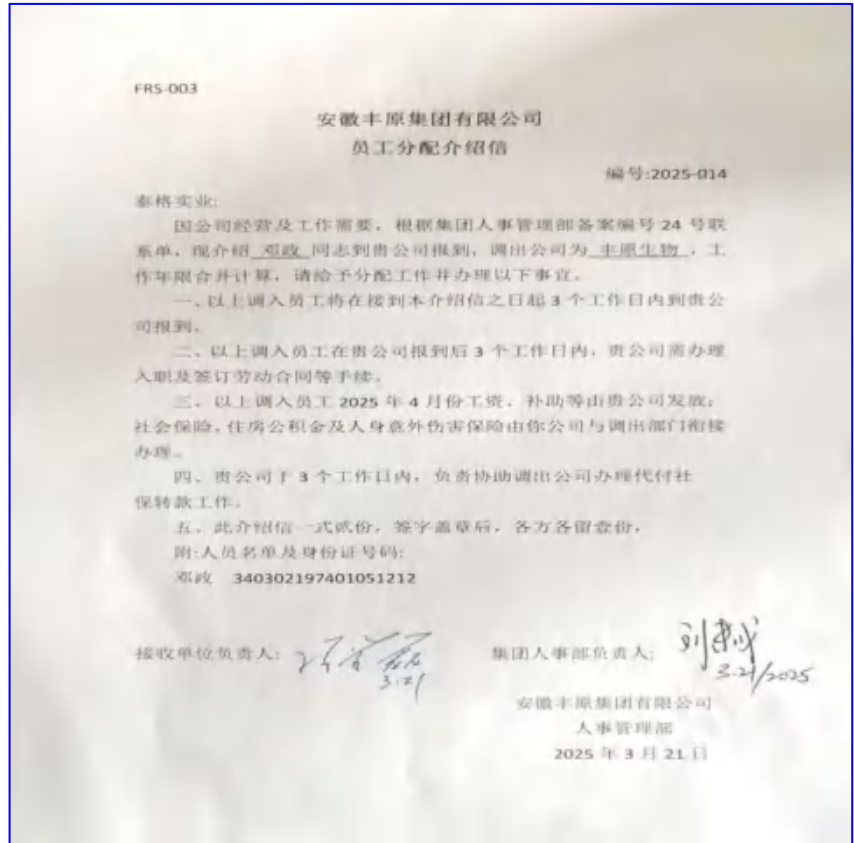 FRS-003
安徽丰原集团有限公司
员工分配介绍信
编号:2025-014
泰格实业:
因公司经营及工作需要，根据集团人事管理部备案编号 24 号联
系单，现介绍 邓政 同志到贵公司报到，调出公司为 丰原生物 ，工
作年限合并计算，请给予分配工作并办理以下事宜。
一、以上调入员工将在接到本介绍信之日起 3 个工作日内到贵公
司报到。
二、以上调入员工在贵公司报到后 3 个工作日内，贵公司需办理
入职及签订劳动合同等手续。
三、以上调入员工 2025 年 4 月份工资、补助等由贵公司发放；
社会保险、住房公积金及人身意外伤害保险由你公司与调出部门衔接
办理。
四、贵公司于 3 个工作日内，负责协助调出公司办理代付社
保转款工作。
五、此介绍信一式贰份，签字盖章后，各方各留壹份。
附:人员名单及身份证号码:
邓政 340302197401051212
接收单位负责人:
3.21
集团人事部负责人:
3.21/2025
安徽丰原集团有限公司
人事管理部
2025 年 3 月 21 日